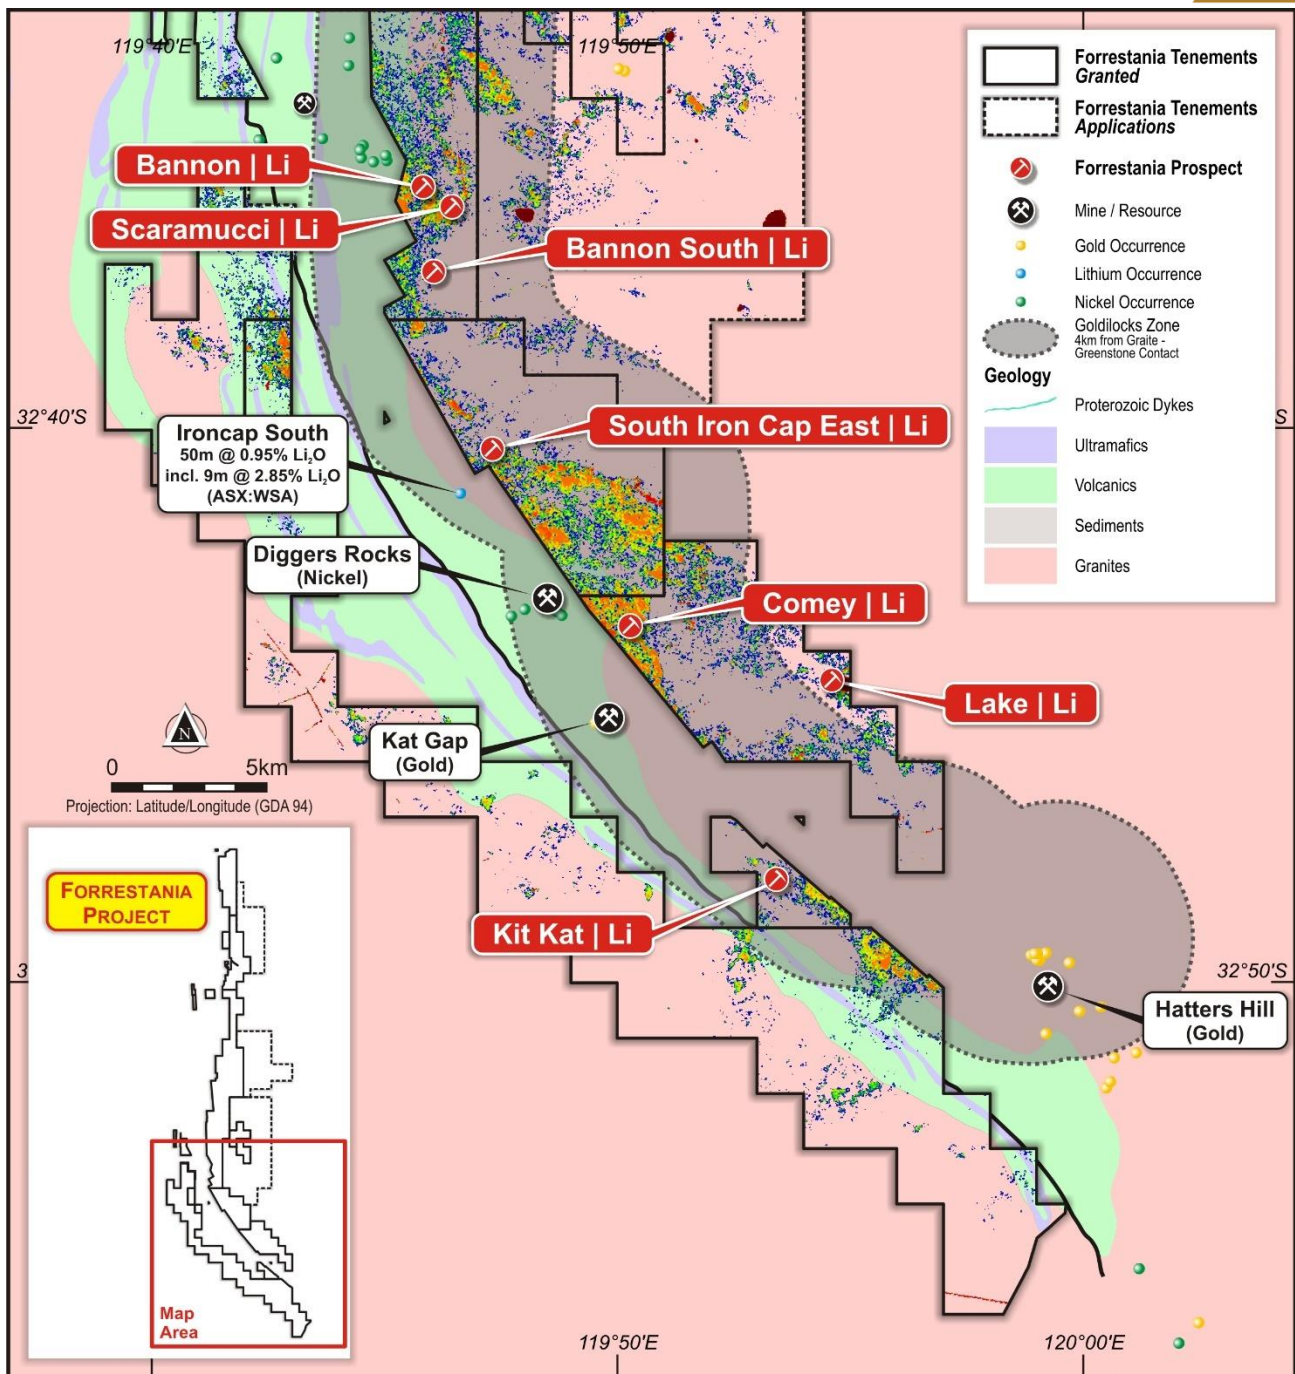 119°40'E
119°50'E
Forrestania Tenements
Granted
Forrestania Tenements
Applications
Forrestania Prospect
Mine / Resource
Gold Occurrence
Lithium Occurrence
Nickel Occurrence
Goldilocks Zone
4km from Graite -
Greenstone Contact
Geology
Proterozoic Dykes
Ultramafics
Volcanics
Sediments
Granites
Bannon | Li
Scaramucci | Li
Bannon South | Li
32°40'S
S
South Iron Cap East | Li
Ironcap South
50m @ 0.95% Li₂O
incl. 9m @ 2.85% Li₂O
(ASX:WSA)
Diggers Rocks
(Nickel)
Comey | Li
Lake | Li
Kat Gap
(Gold)
N
0 5km
Projection: Latitude/Longitude (GDA 94)
FORRESTANIA
PROJECT
Kit Kat | Li
3
32°50'S
Hatters Hill
(Gold)
Map
Area
119°50'E
120°00'E